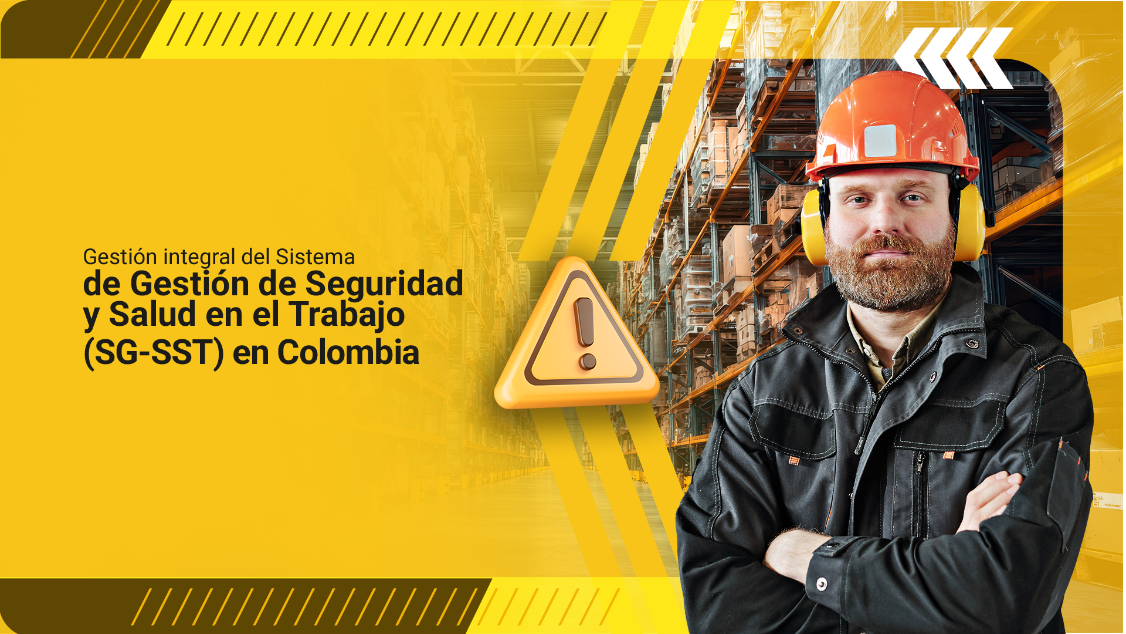 Gestión integral del Sistema
de Gestión de Seguridad
y Salud en el Trabajo
(SG-SST) en Colombia